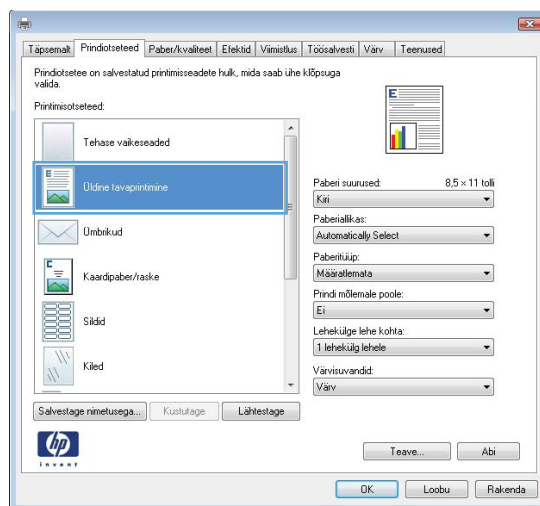 Täpsemalt Prindiotseteed Paber/kvaliteet Efektid Viimistlus Töösalvesti Värv Teenused
Prindiotsetee on salvestatud printimisseadete hulk, mida saab ühe klõpsuga
valida.
Printimisotseteed:
Tehase vaikeseaded
Üldine tavaprintimine
Ümbrikud
Kaardipaber/raske
Sildid
Kiled
Salvestage nimetusega... Kustutage Lähtestage
E
Paberi suurused: 8,5 × 11 tolli
Kiri
Paberiallikas:
Automatically Select
Paberitüüp:
Määratlemata
Prindi mõlemale poole:
Ei
Lehekülge lehe kohta:
1 lehekülg lehele
Värvisuvandid:
Värv
hp
invent
Teave... Abi
OK Loobu Rakenda